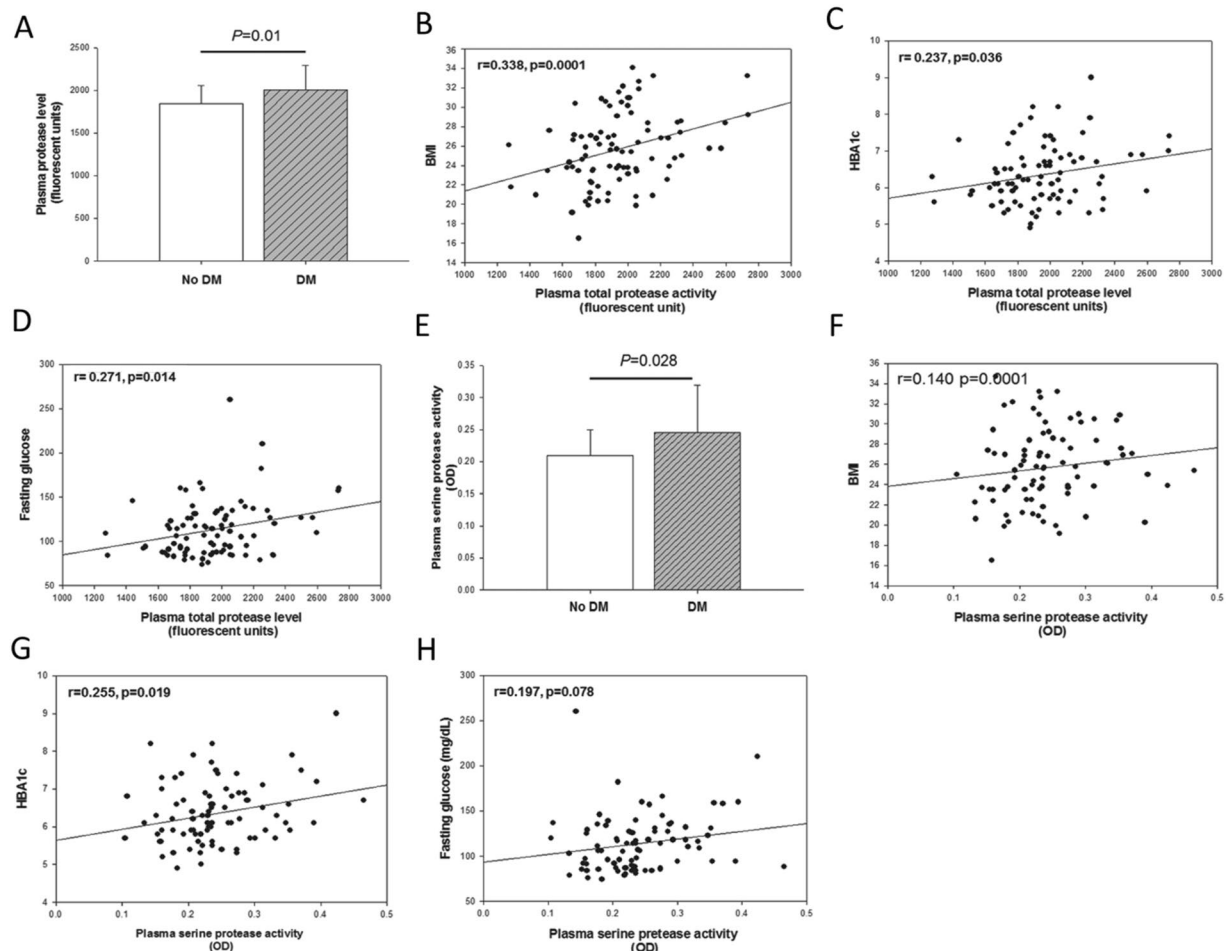 A
P=0.01
Plasma protease level
(fluorescent units)
2500
2000
1500
1000
500
0
No DM
DM
B
r=0.338, p=0.0001
BMI
36
34
32
30
28
26
24
22
20
18
16
14
1000 1200 1400 1600 1800 2000 2200 2400 2600 2800 3000
Plasma total protease activity
(fluorescent unit)
C
r= 0.237, p=0.036
HBA1c
10
9
8
7
6
5
4
1000 1200 1400 1600 1800 2000 2200 2400 2600 2800 3000
Plasma total protease level
(fluorescent units)
D
r= 0.271, p=0.014
Fasting glucose
300
250
200
150
100
50
1000 1200 1400 1600 1800 2000 2200 2400 2600 2800 3000
Plasma total protease level
(fluorescent units)
E
P=0.028
Plasma serine protease activity
(OD)
0.35
0.30
0.25
0.20
0.15
0.10
0.05
0.00
No DM
DM
F
r=0.140 p=0.0001
BMI
36
34
32
30
28
26
24
22
20
18
16
14
0.0 0.1 0.2 0.3 0.4 0.5
Plasma serine protease activity
(OD)
G
r=0.255, p=0.019
HBA1c
10
9
8
7
6
5
4
0.0 0.1 0.2 0.3 0.4 0.5
Plasma serine protease activity
(OD)
H
r=0.197, p=0.078
Fasting glucose (mg/dL)
300
250
200
150
100
50
0.0 0.1 0.2 0.3 0.4 0.5
Plasma serine protease activity
(OD)